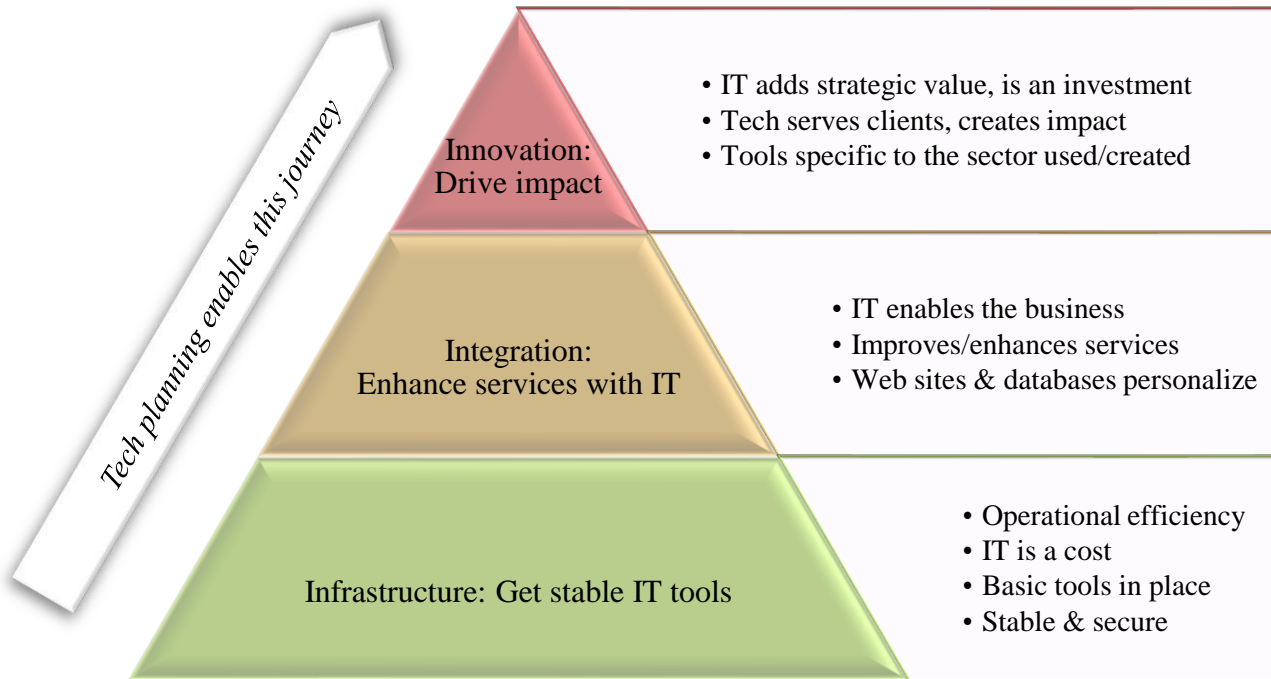 Tech planning enables this journey
Innovation:
Drive impact
• IT adds strategic value, is an investment
• Tech serves clients, creates impact
• Tools specific to the sector used/created
Integration:
Enhance services with IT
• IT enables the business
• Improves/enhances services
• Web sites & databases personalize
Infrastructure: Get stable IT tools
• Operational efficiency
• IT is a cost
• Basic tools in place
• Stable & secure